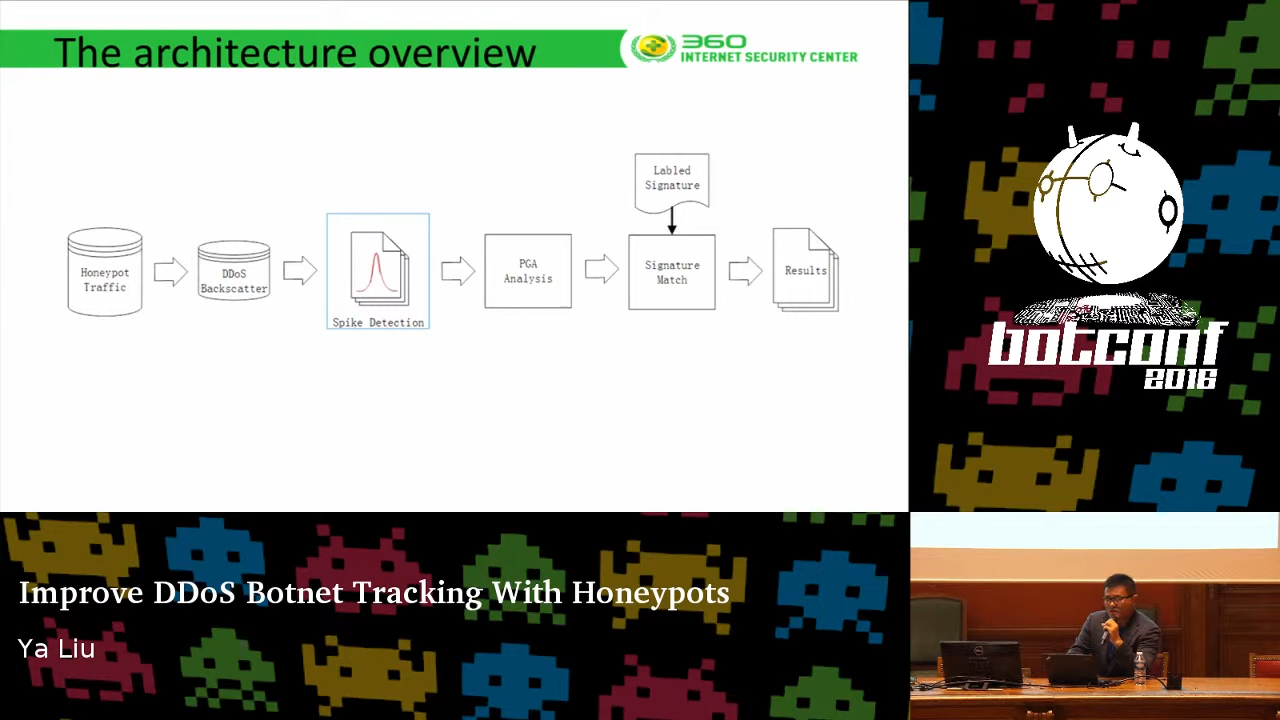 The architecture overview
360
INTERNET SECURITY CENTER
Labled
Signature
Honeypot
Traffic
DDoS
Backscatter
Spike Detection
PGA
Analysis
Signature
Match
Results
botconf
2016
Improve DDoS Botnet Tracking With Honeypots
Ya Liu